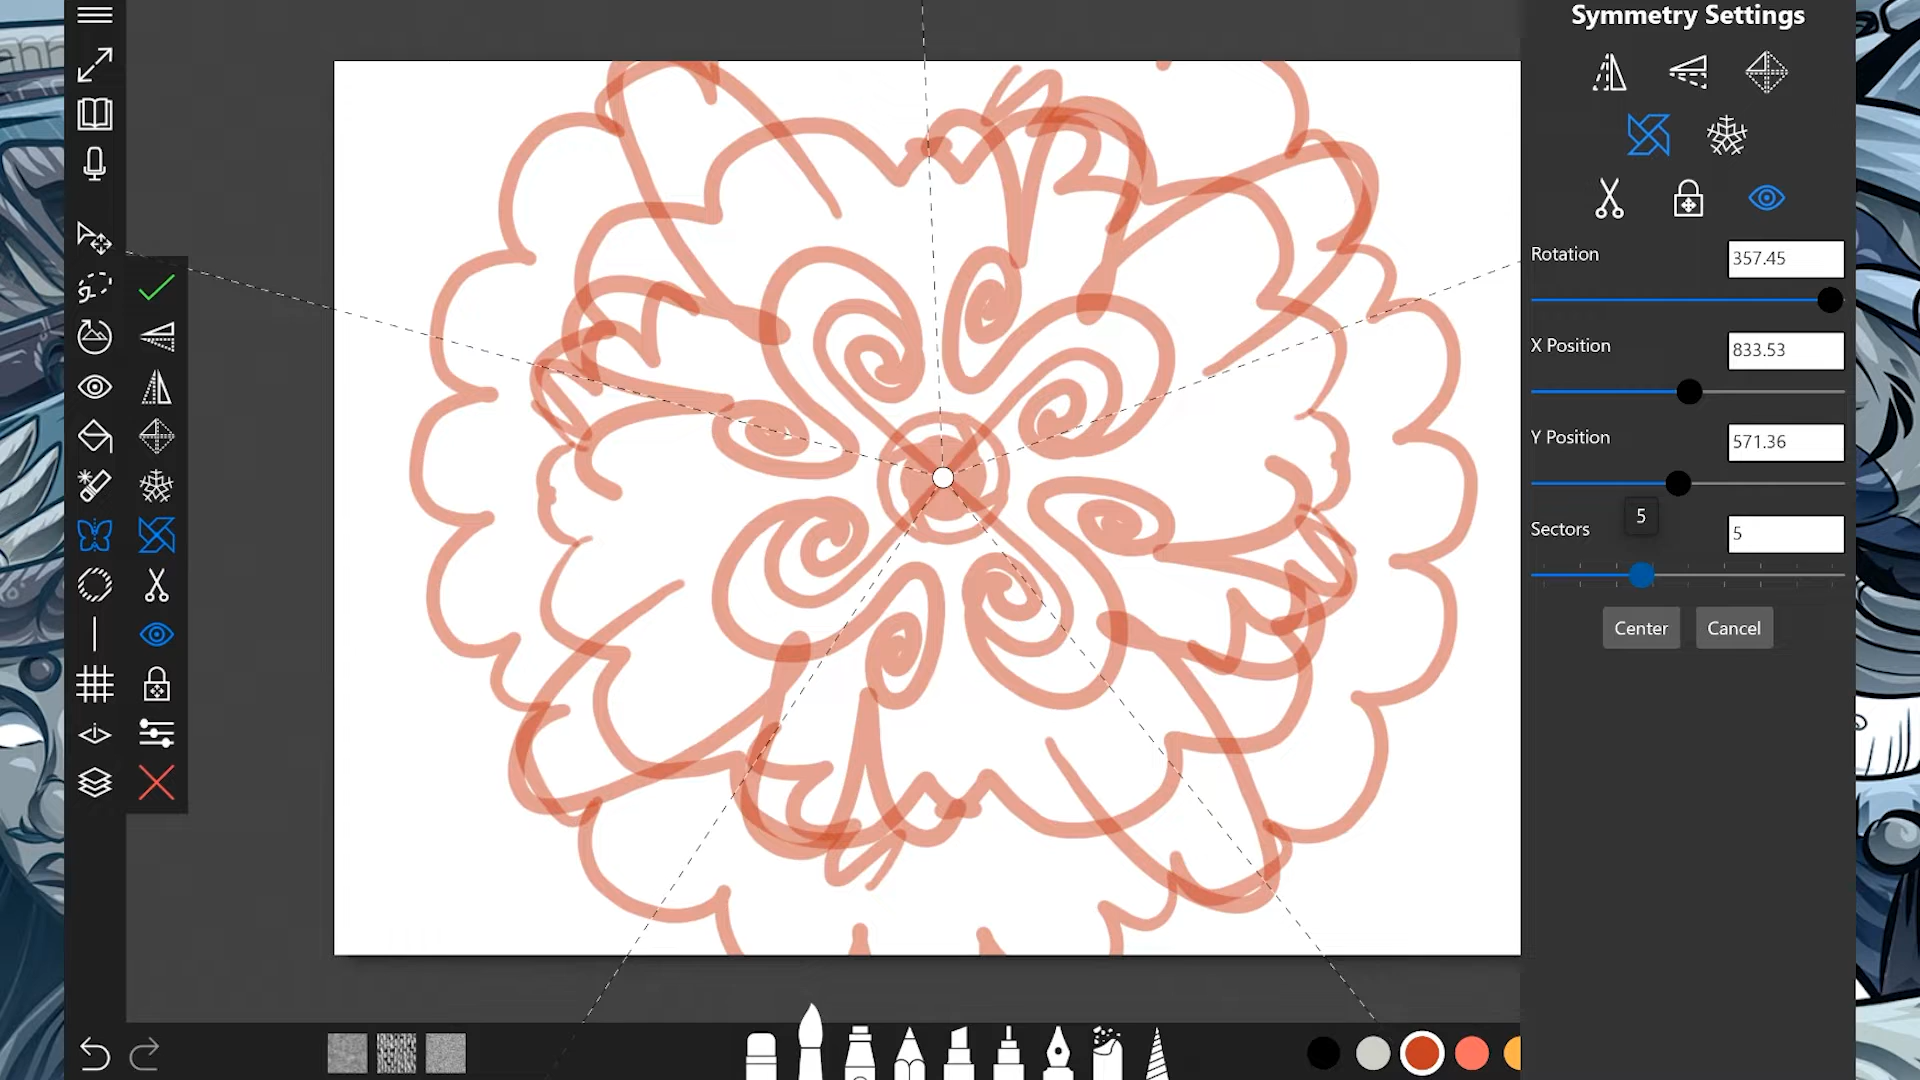 Symmetry Settings
Rotation
357.45
X Position
833.53
Y Position
571.36
5
Sectors
5
Center Cancel